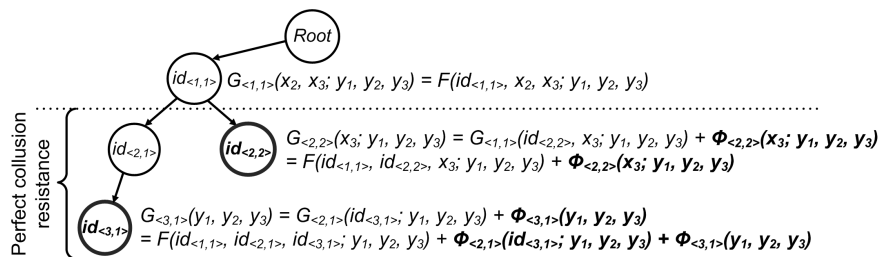 Root
id<1,1>
G<1,1>(x2, x3; y1, y2, y3) = F(id<1,1>, x2, x3; y1, y2, y3)
Perfect collusion
resistance
id<2,1>
id<2,2>
G<2,2>(x3; y1, y2, y3) = G<1,1>(id<2,2>, x3; y1, y2, y3) + Φ<2,2>(x3; y1, y2, y3)
= F(id<1,1>, id<2,2>, x3; y1, y2, y3) + Φ<2,2>(x3; y1, y2, y3)
id<3,1>
G<3,1>(y1, y2, y3) = G<2,1>(id<3,1>; y1, y2, y3) + Φ<3,1>(y1, y2, y3)
= F(id<1,1>, id<2,1>, id<3,1>; y1, y2, y3) + Φ<2,1>(id<3,1>; y1, y2, y3) + Φ<3,1>(y1, y2, y3)